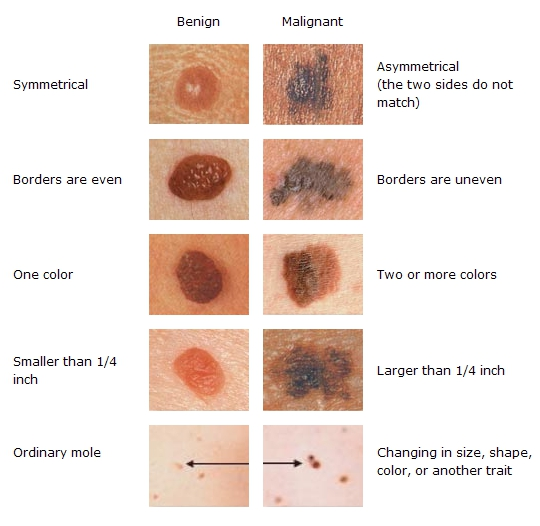 Benign Malignant
Symmetrical
Asymmetrical
(the two sides do not
match)
Borders are even
Borders are uneven
One color
Two or more colors
Smaller than 1/4
inch
Larger than 1/4 inch
Ordinary mole
Changing in size, shape,
color, or another trait